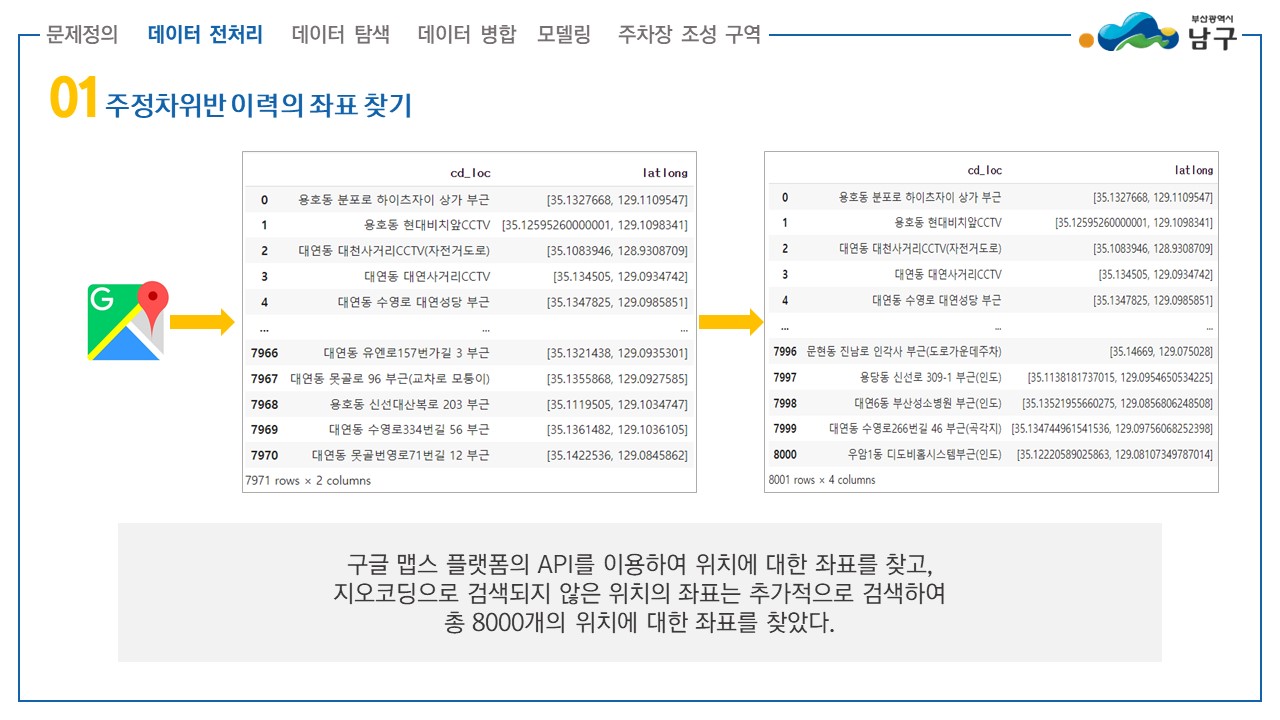 문제정의 데이터 전처리 데이터 탐색 데이터 병합 모델링 주차장 조성 구역
부산광역시
남구
01 주정차위반 이력의 좌표 찾기
G
cd_loc latlong
0 용호동 분포로 하이츠자이 상가 부근 [35.1327668, 129.1109547]
1 용호동 현대비치앞CCTV [35.12595260000001, 129.1098341]
2 대연동 대천사거리CCTV(자전거도로) [35.1083946, 128.9308709]
3 대연동 대연사거리CCTV [35.134505, 129.0934742]
4 대연동 수영로 대연성당 부근 [35.1347825, 129.0985851]
... ... ...
7966 대연동 유엔로157번가길 3 부근 [35.1321438, 129.0935301]
7967 대연동 못골로 96 부근(교차로 모퉁이) [35.1355868, 129.0927585]
7968 용호동 신선대산복로 203 부근 [35.1119505, 129.1034747]
7969 대연동 수영로334번길 56 부근 [35.1361482, 129.1036105]
7970 대연동 못골번영로71번길 12 부근 [35.1422536, 129.0845862]
7971 rows × 2 columns
cd_loc latlong
0 용호동 분포로 하이츠자이 상가 부근 [35.1327668, 129.1109547]
1 용호동 현대비치앞CCTV [35.12595260000001, 129.1098341]
2 대연동 대천사거리CCTV(자전거도로) [35.1083946, 128.9308709]
3 대연동 대연사거리CCTV [35.134505, 129.0934742]
4 대연동 수영로 대연성당 부근 [35.1347825, 129.0985851]
... ... ...
7996 문현동 진남로 인각사 부근(도로가운데주차) [35.14669, 129.075028]
7997 용당동 신선로 309-1 부근(인도) [35.1138181737015, 129.0954650534225]
7998 대연6동 부산성소병원 부근(인도) [35.13521955660275, 129.0856806248508]
7999 대연동 수영로266번길 46 부근(곡각지) [35.134744961541536, 129.09756068252398]
8000 우암1동 디도비홈시스템부근(인도) [35.12220589025863, 129.08107349787014]
8001 rows × 4 columns
구글 맵스 플랫폼의 API를 이용하여 위치에 대한 좌표를 찾고,
지오코딩으로 검색되지 않은 위치의 좌표는 추가적으로 검색하여
총 8000개의 위치에 대한 좌표를 찾았다.